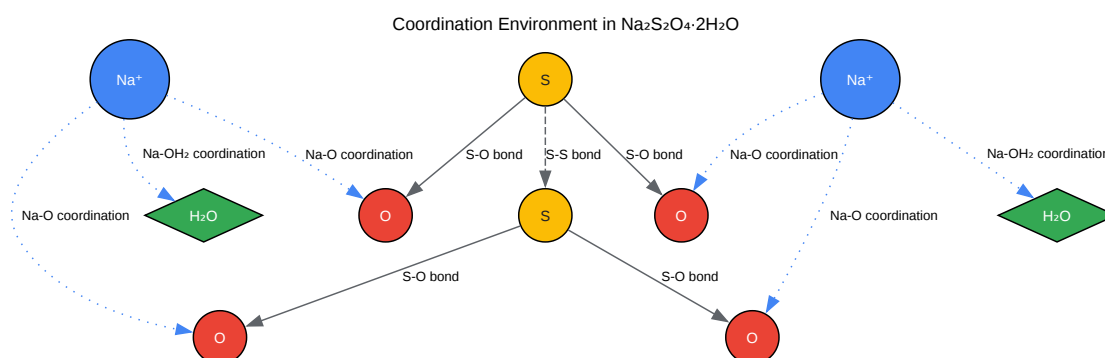 Coordination Environment in Na₂S₂O₄·2H₂O
Na⁺
S
Na⁺
Na-OH₂ coordination
Na-O coordination
S-O bond
S-S bond
S-O bond
Na-O coordination
Na-OH₂ coordination
Na-O coordination
H₂O
O
S
O
Na-O coordination
H₂O
S-O bond
S-O bond
O
O